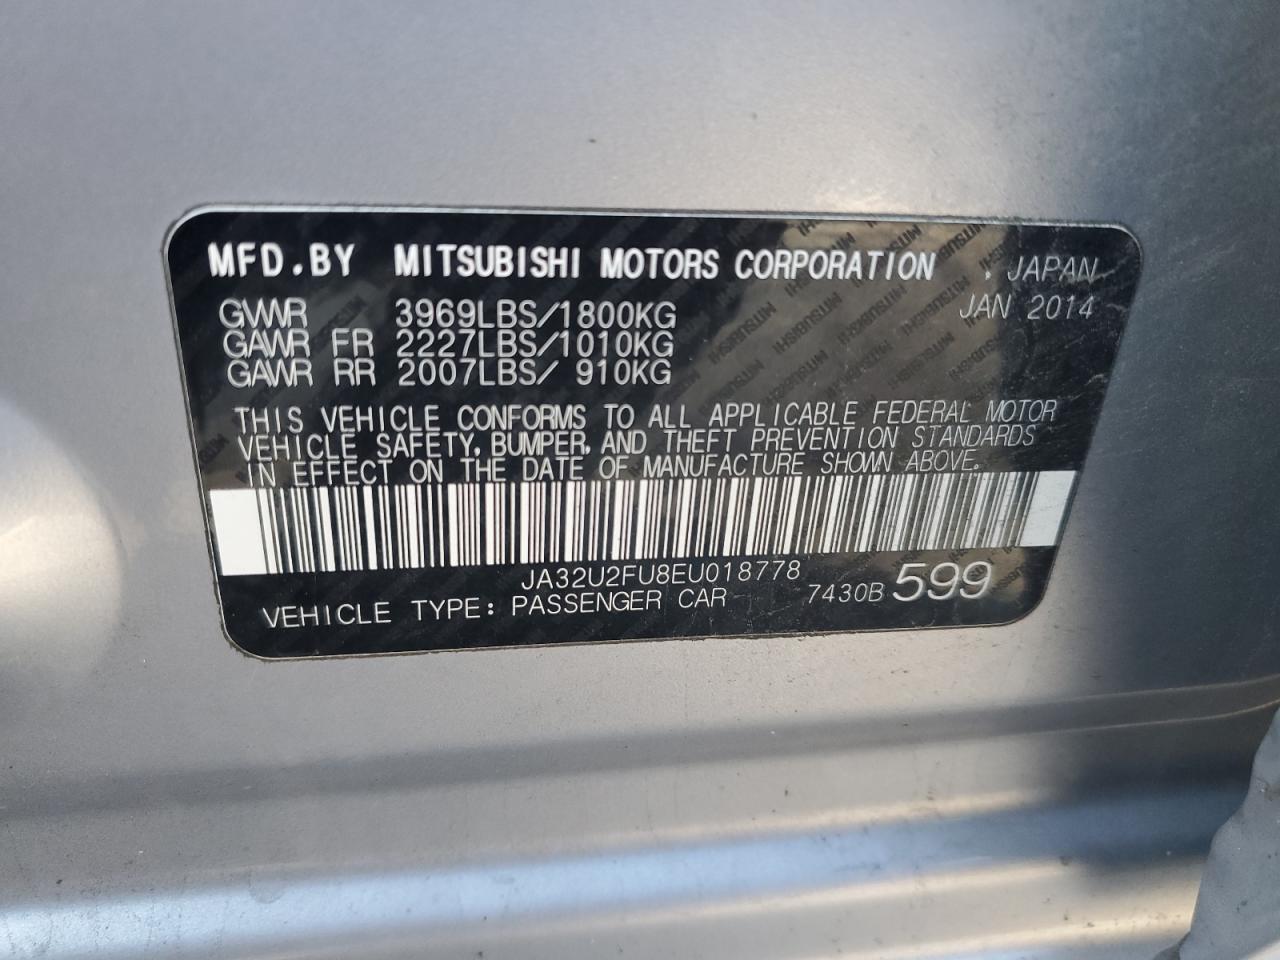 MFD.BY MITSUBISHI MOTORS CORPORATION . JAPAN
JAN 2014
GVWR 3969LBS/1800KG
GAWR FR 2227LBS/1010KG
GAWR RR 2007LBS/ 910KG
THIS VEHICLE CONFORMS TO ALL APPLICABLE FEDERAL MOTOR
VEHICLE SAFETY, BUMPER, AND THEFT PREVENTION STANDARDS
IN EFFECT ON THE DATE OF MANUFACTURE SHOWN ABOVE.
JA32U2FU8EU018778
VEHICLE TYPE: PASSENGER CAR 7430B 599